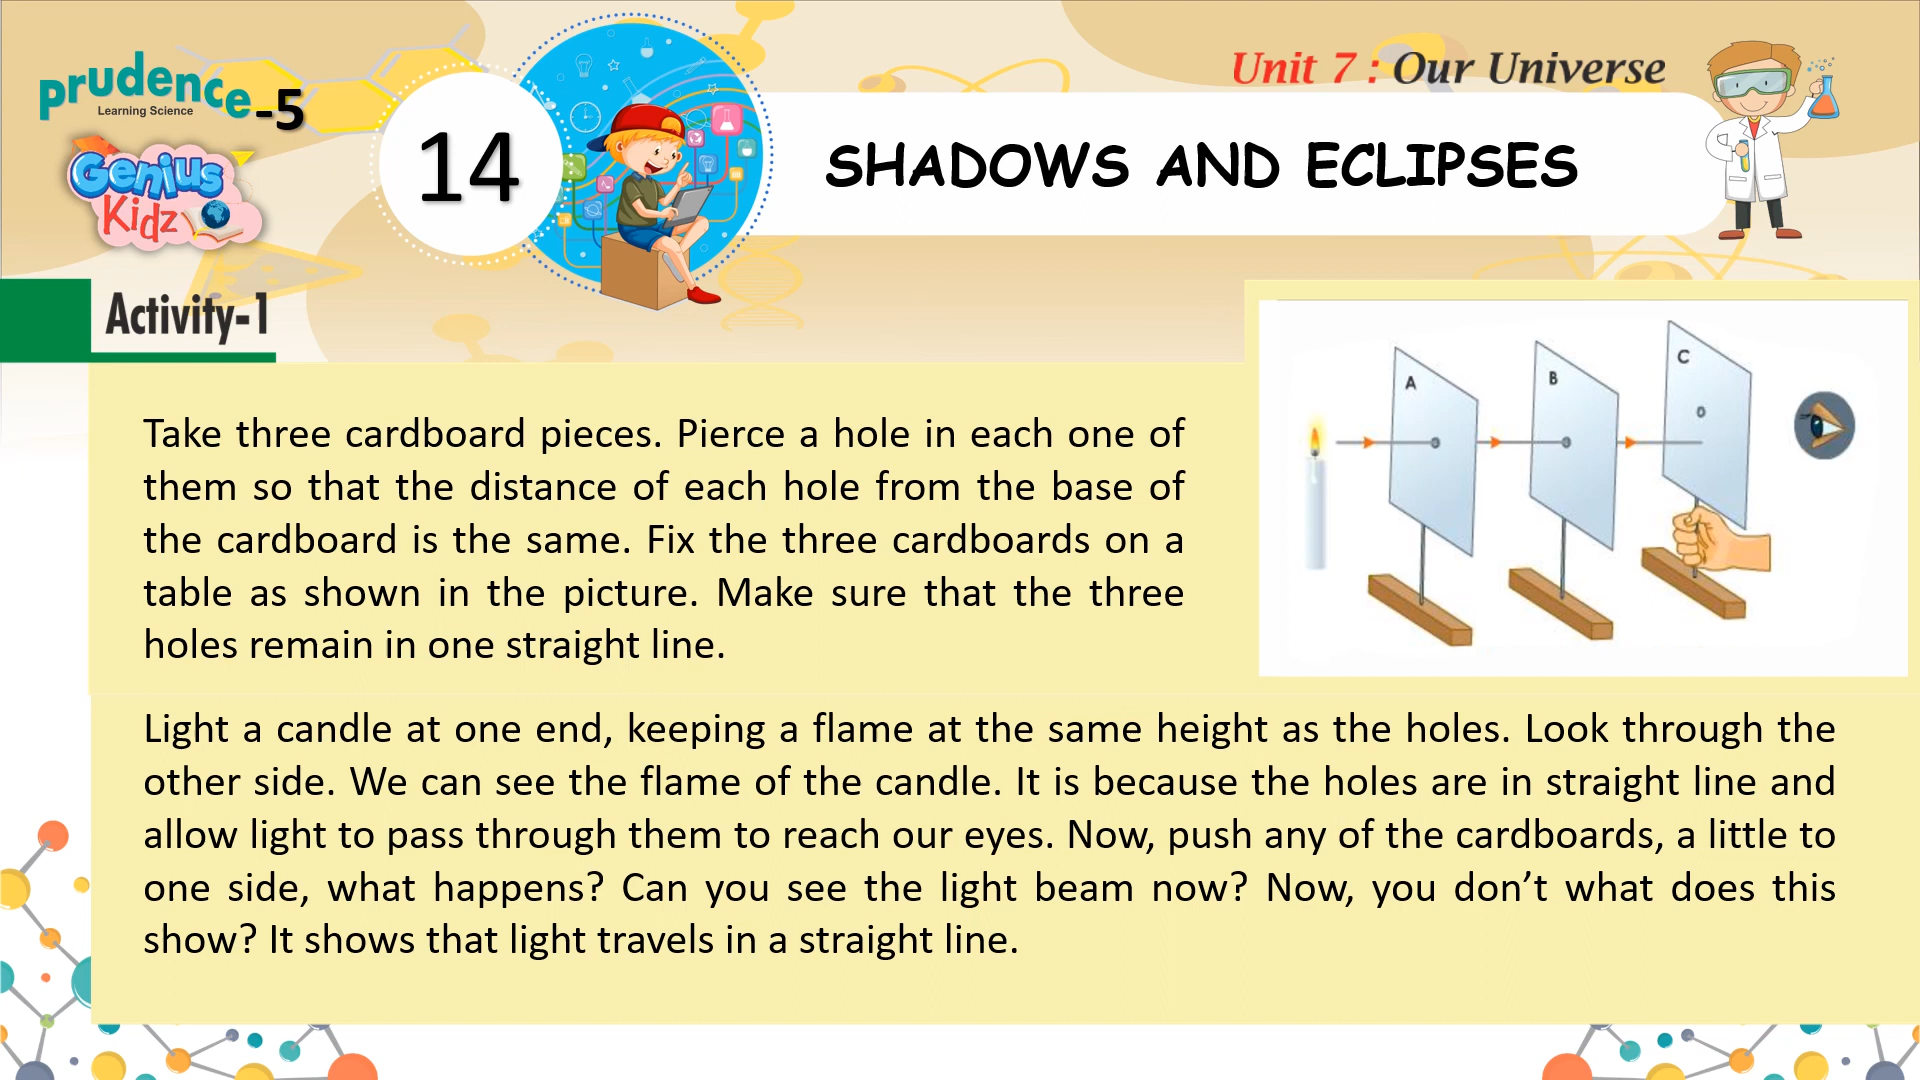 prudence-5
Learning Science
Genius
Kidz
14
Unit 7 : Our Universe
SHADOWS AND ECLIPSES
Activity-1
Take three cardboard pieces. Pierce a hole in each one of
them so that the distance of each hole from the base of
the cardboard is the same. Fix the three cardboards on a
table as shown in the picture. Make sure that the three
holes remain in one straight line.
A
B
C
Light a candle at one end, keeping a flame at the same height as the holes. Look through the
other side. We can see the flame of the candle. It is because the holes are in straight line and
allow light to pass through them to reach our eyes. Now, push any of the cardboards, a little to
one side, what happens? Can you see the light beam now? Now, you don’t what does this
show? It shows that light travels in a straight line.